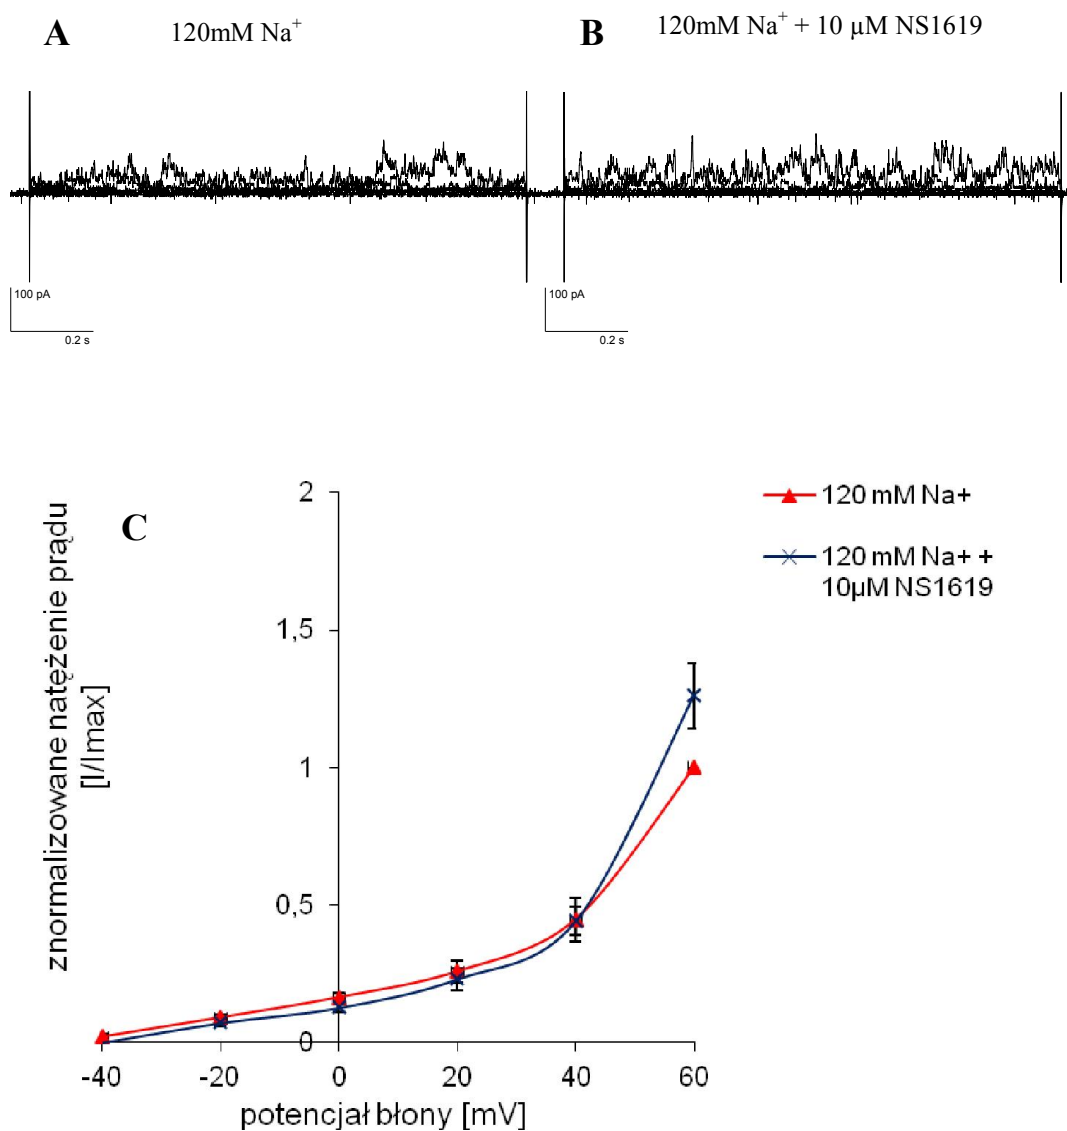 A
120mM Na⁺
B
120mM Na⁺ + 10 µM NS1619
100 pA
0.2 s
100 pA
0.2 s
C
znormalizowane natężenie prądu
[I/Imax]
2
1,5
1
0,5
0
-40 -20 0 20 40 60
potencjał błony [mV]
120 mM Na+
120 mM Na+ +
10µM NS1619